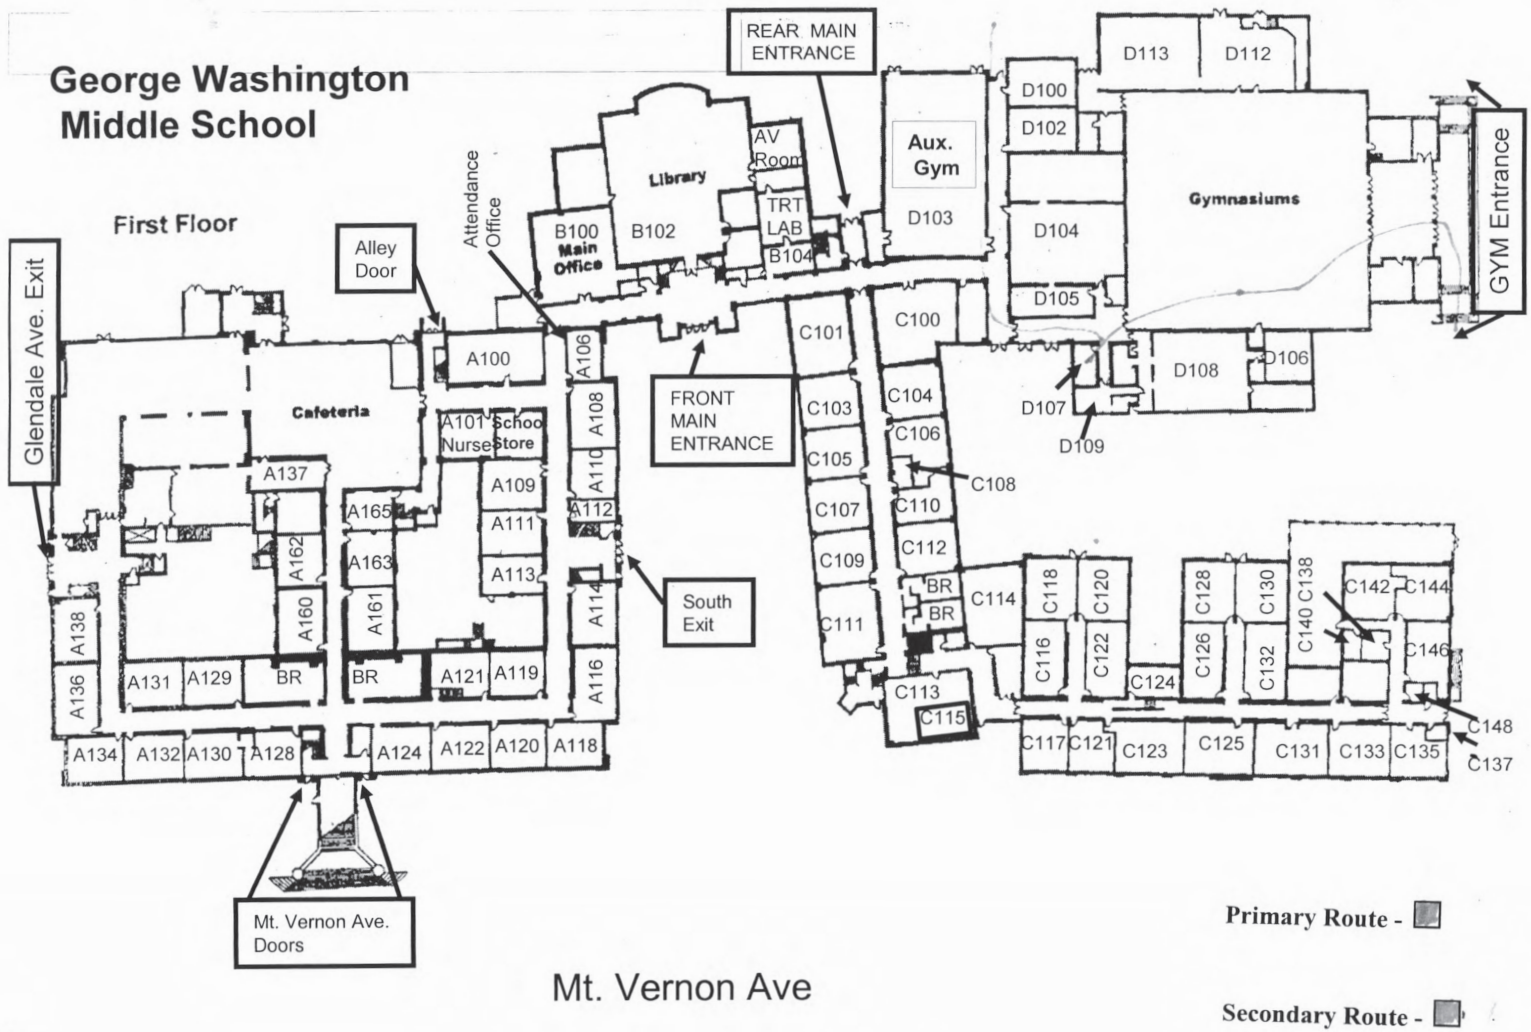 George Washington
Middle School
First Floor
REAR MAIN
ENTRANCE
Alley
Door
Attendance
Office
Glendale Ave. Exit
GYM Entrance
FRONT
MAIN
ENTRANCE
South
Exit
Mt. Vernon Ave.
Doors
Mt. Vernon Ave
Primary Route -
Secondary Route -
Library
AV
Room
TRT
LAB
B104
B100
Main
Office
B102
Cafeteria
A100
A101
Nurse
Schoo
Store
A106
A108
A110
A112
A109
A111
A113
A114
A116
A137
A165
A162
A163
A160
A161
A138
A136
A131
A129
BR
BR
A121
A119
A134
A132
A130
A128
A124
A122
A120
A118
Aux.
Gym
D103
D100
D102
D104
D105
D113
D112
Gymnasiums
D107
D109
D108
D106
C101
C100
C103
C104
C105
C106
C108
C107
C110
C109
C112
C111
BR
BR
C114
C113
C115
C118
C120
C116
C122
C124
C128
C130
C126
C132
C140
C138
C142
C144
C146
C148
C137
C117
C121
C123
C125
C131
C133
C135